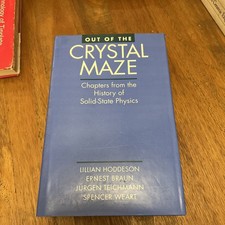 OUT OF THE
CRYSTAL
MAZE
Chapters from the
History of
Solid-State Physics
LILLIAN HODDESON
ERNEST BRAUN
JÜRGEN TEICHMANN
SPENCER WEART